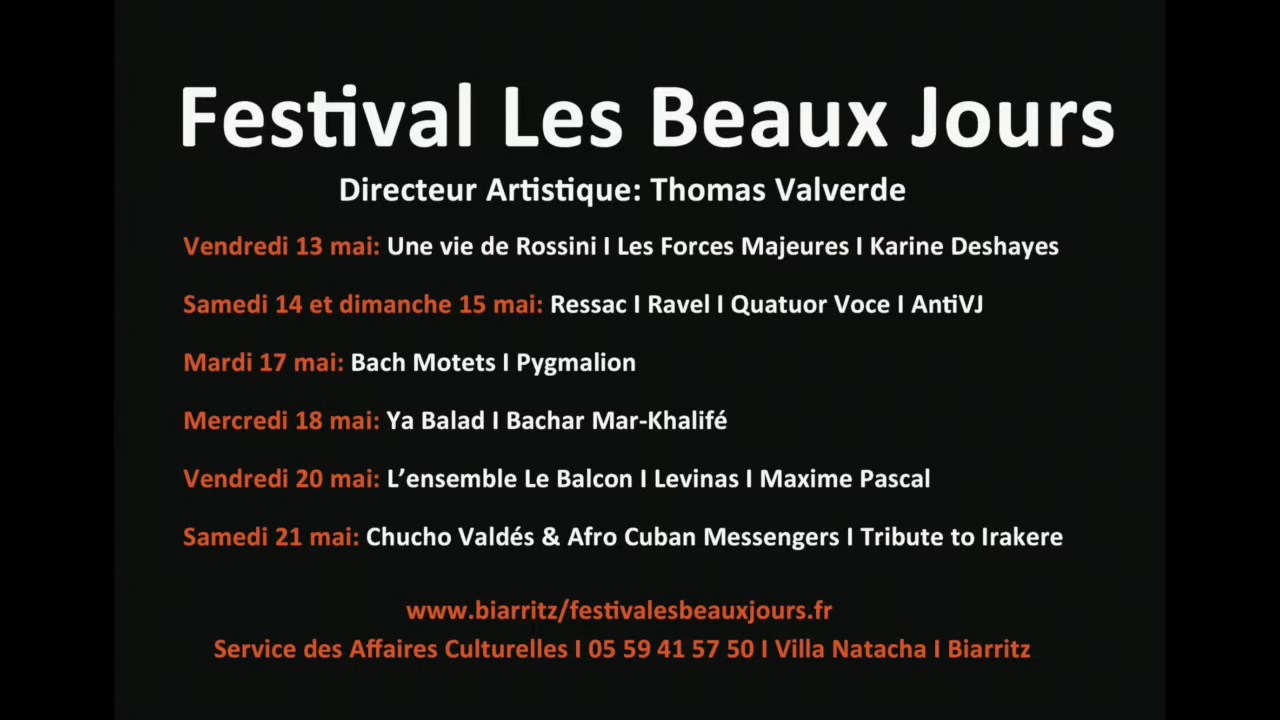 Festival Les Beaux Jours
Directeur Artistique: Thomas Valverde
Vendredi 13 mai: Une vie de Rossini I Les Forces Majeures I Karine Deshayes
Samedi 14 et dimanche 15 mai: Ressac I Ravel I Quatuor Voce I AntiVJ
Mardi 17 mai: Bach Motets I Pygmalion
Mercredi 18 mai: Ya Balad I Bachar Mar-Khalifé
Vendredi 20 mai: L’ensemble Le Balcon I Levinas I Maxime Pascal
Samedi 21 mai: Chucho Valdés & Afro Cuban Messengers I Tribute to Irakere
www.biarritz/festivalesbeauxjours.fr
Service des Affaires Culturelles I 05 59 41 57 50 I Villa Natacha I Biarritz